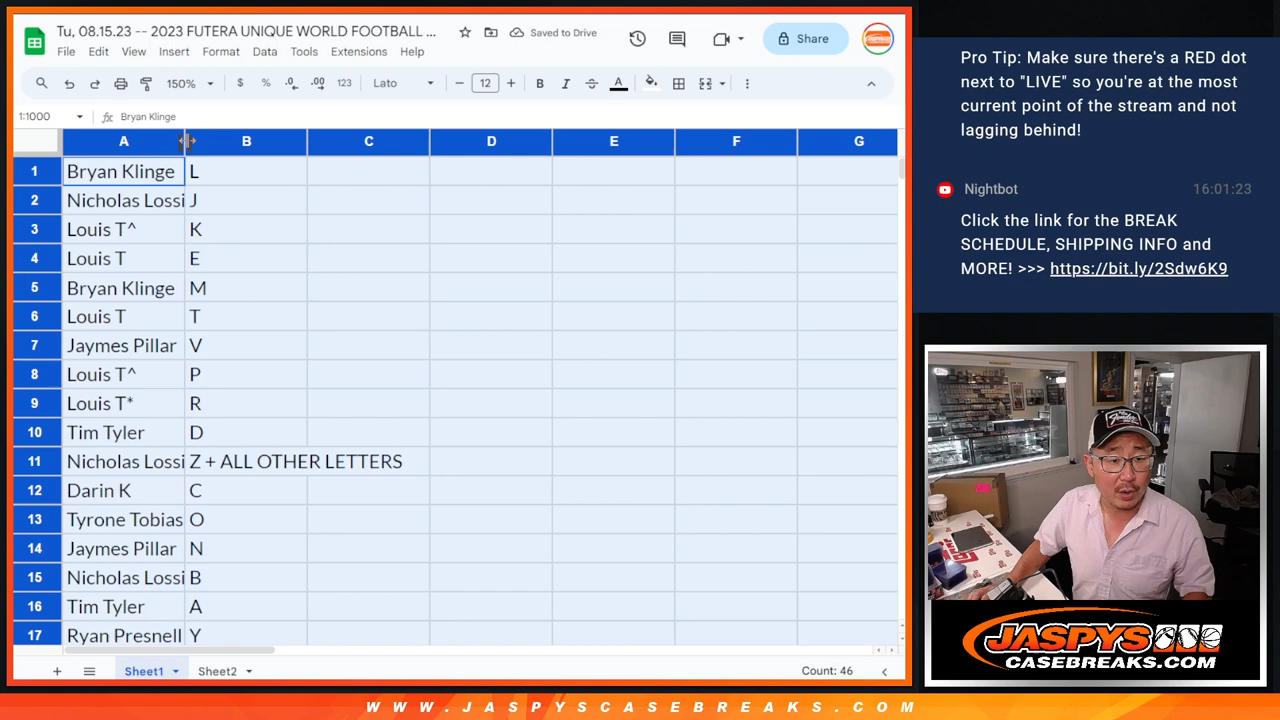 Tu, 08.15.23 -- 2023 FUTERA UNIQUE WORLD FOOTBALL ...
Saved to Drive
Share
File Edit View Insert Format Data Tools Extensions Help
150% $ % .0 .00 123 Lato 12 B I S A
1:1000 fx Bryan Klinge
A B C D E F G
1 Bryan Klinge L
2 Nicholas Lossi J
3 Louis T^ K
4 Louis T E
5 Bryan Klinge M
6 Louis T T
7 Jaymes Pillar V
8 Louis T^ P
9 Louis T* R
10 Tim Tyler D
11 Nicholas Lossi Z + ALL OTHER LETTERS
12 Darin K C
13 Tyrone Tobias O
14 Jaymes Pillar N
15 Nicholas Lossi B
16 Tim Tyler A
17 Ryan Presnell Y
Sheet1 Sheet2 Count: 46
Pro Tip: Make sure there's a RED dot
next to "LIVE" so you're at the most
current point of the stream and not
lagging behind!
Nightbot 16:01:23
Click the link for the BREAK
SCHEDULE, SHIPPING INFO and
MORE! >>> https://bit.ly/2Sdw6K9
JASPYS
CASEBREAKS.COM
WWW.JASPYSCASEBREAKS.COM